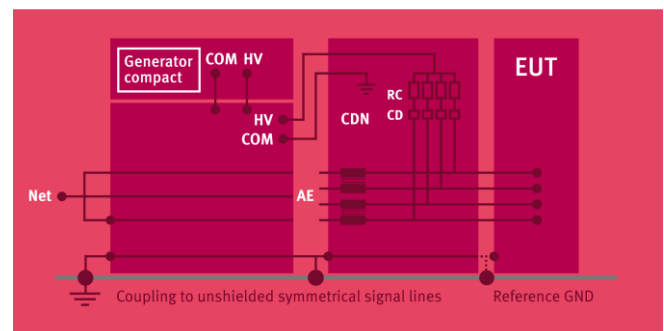 Generator
compact
COM HV
EUT
RC
CD
CDN
HV
COM
Net
AE
Coupling to unshielded symmetrical signal lines
Reference GND